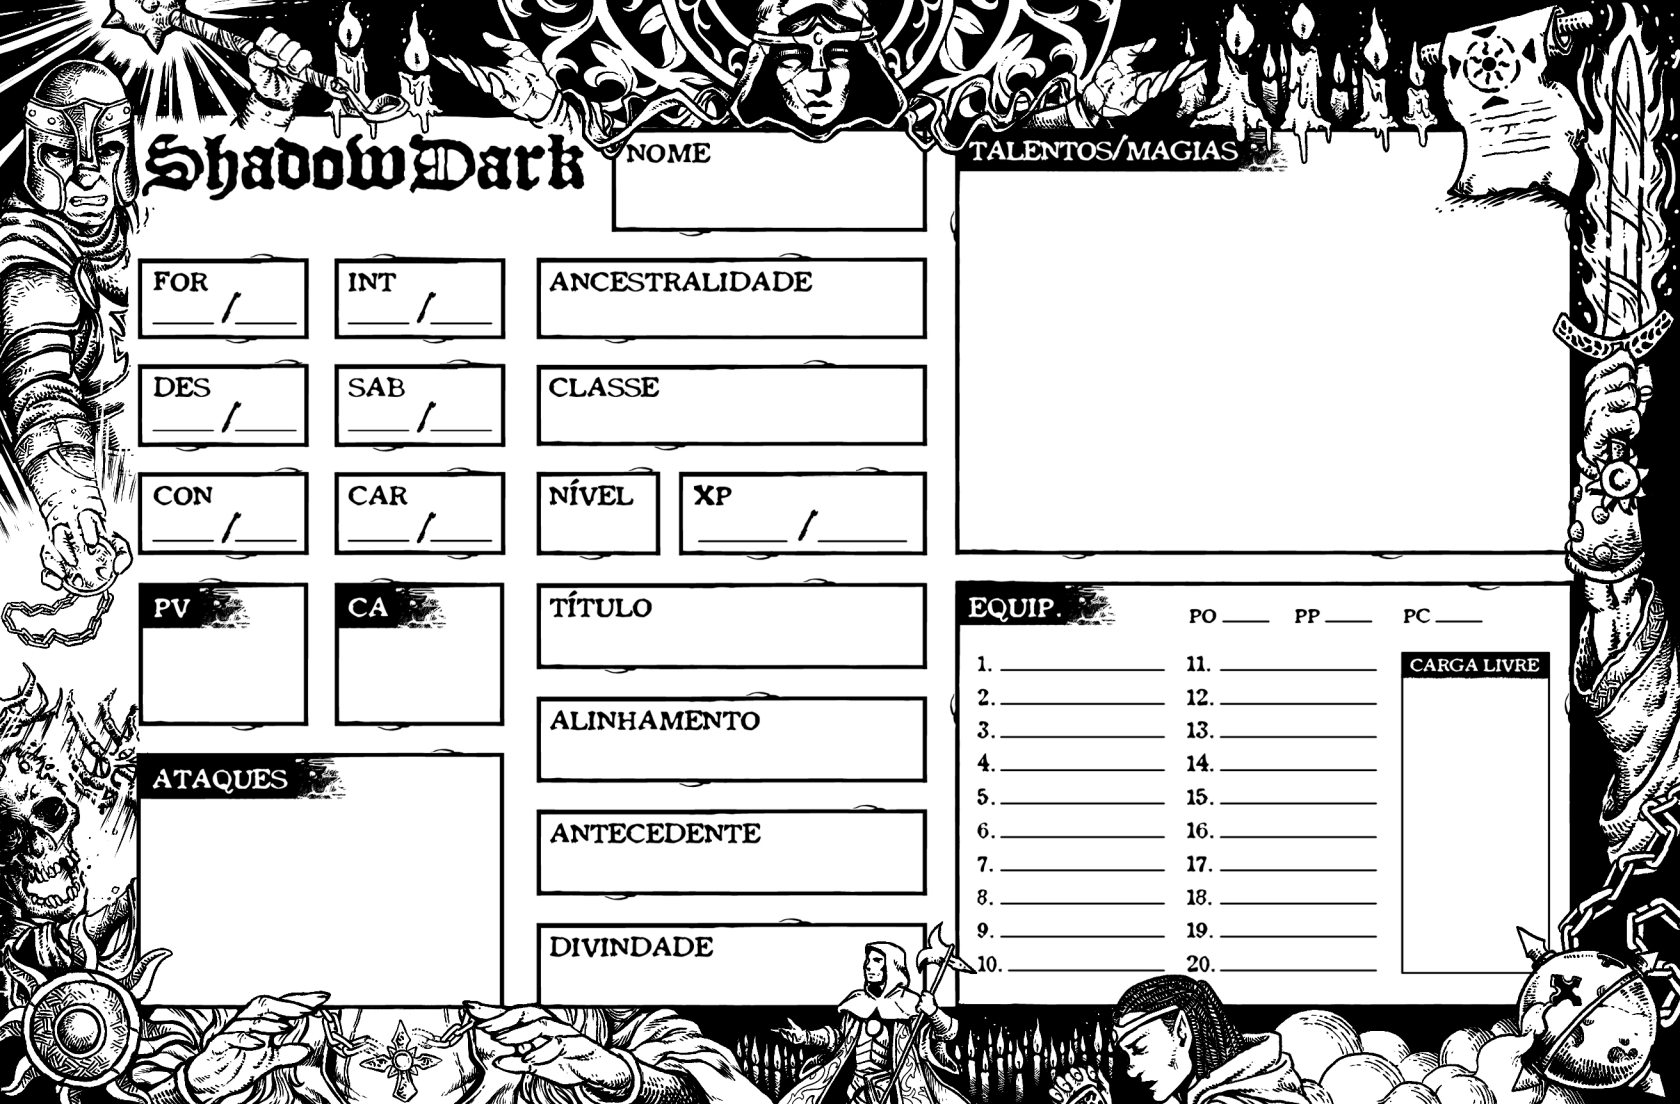 ShadowDark
NOME
FOR
/
INT
/
DES
/
SAB
/
CON
/
CAR
/
PV
CA
ATAQUES
ANCESTRALIDADE
CLASSE
NÍVEL
XP
/
TÍTULO
ALINHAMENTO
ANTECEDENTE
DIVINDADE
TALENTOS/MAGIAS
EQUIP.
PO
PP
PC
1.
2.
3.
4.
5.
6.
7.
8.
9.
10.
11.
12.
13.
14.
15.
16.
17.
18.
19.
20.
CARGA LIVRE